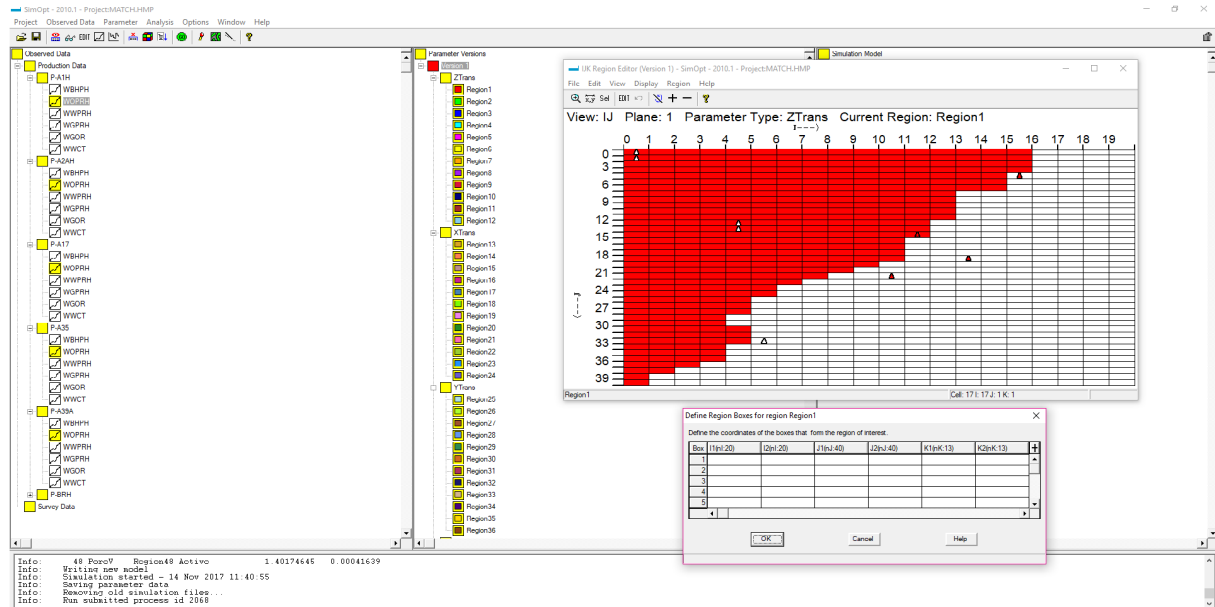 SimOpt - 2010.1 - Project:MATCH.HMP
Project Observed Data Parameter Analysis Options Window Help
EDIT
Observed Data
Production Data
P-A1H
WBHPH
WOPRH
WWPRH
WGPRH
WGOR
WWCT
P-A2AH
WBHPH
WOPRH
WWPRH
WGPRH
WGOR
WWCT
P-A17
WBHPH
WOPRH
WWPRH
WGPRH
WGOR
WWCT
P-A35
WBHPH
WOPRH
WWPRH
WGPRH
WGOR
WWCT
P-A39A
WBHPH
WOPRH
WWPRH
WGPRH
WGOR
WWCT
P-BRH
Survey Data
Parameter Versions
Version 1
ZTrans
Region1
Region2
Region3
Region4
Region5
Region6
Region7
Region8
Region9
Region10
Region11
Region12
XTrans
Region13
Region14
Region15
Region16
Region17
Region18
Region19
Region20
Region21
Region22
Region23
Region24
YTrans
Region25
Region26
Region27
Region28
Region29
Region30
Region31
Region32
Region33
Region34
Region35
Region36
Simulation Model
IJK Region Editor (Version 1) - SimOpt - 2010.1 - Project:MATCH.HMP
File Edit View Display Region Help
X,Y Sel EDIT
View: IJ Plane: 1 Parameter Type: ZTrans Current Region: Region1
I--->
0 1 2 3 4 5 6 7 8 9 10 11 12 13 14 15 16 17 18 19
0
3
6
9
12
15
18
21
24
27
30
33
36
39
<---J
Region1 Cell: 17 I: 17 J: 1 K: 1
Define Region Boxes for region Region1
Define the coordinates of the boxes that form the region of interest.
Box I1(nI:20) I2(nI:20) J1(nJ:40) J2(nJ:40) K1(nK:13) K2(nK:13) +
1
2
3
4
5
OK Cancel Help
Info: 48 PoroV Region48 Active 1.40174645 0.00041639
Info: Writing new model
Info: Simulation started - 14 Nov 2017 11:40:55
Info: Saving parameter data
Info: Removing old simulation files...
Info: Run submitted process id 2068